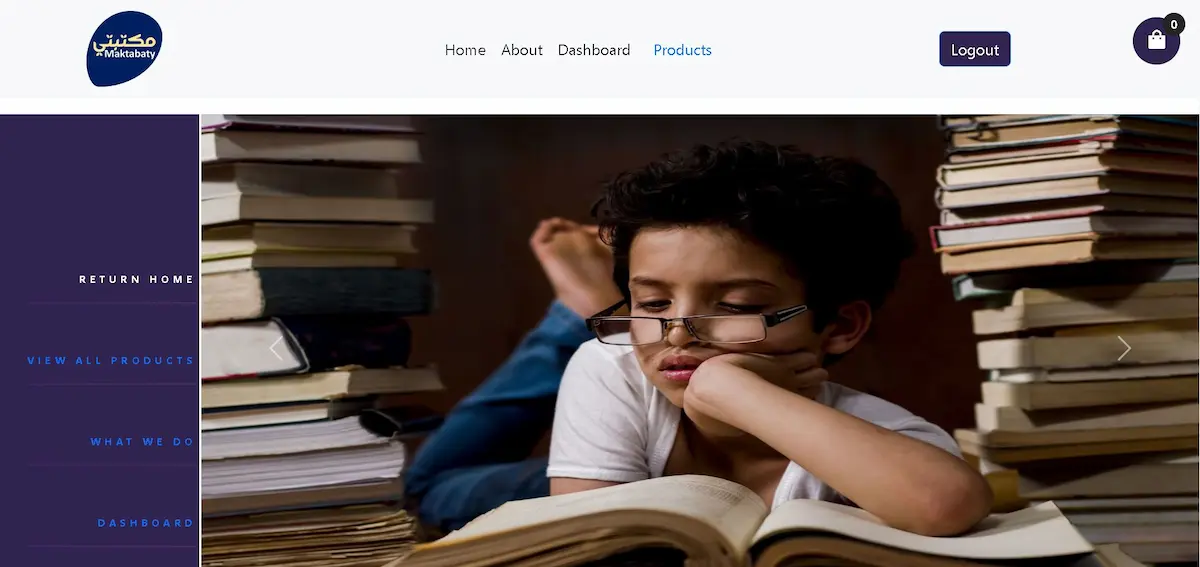 مكتبتي
Maktabaty
Home About Dashboard Products
Logout
0
RETURN HOME
VIEW ALL PRODUCTS
WHAT WE DO
DASHBOARD